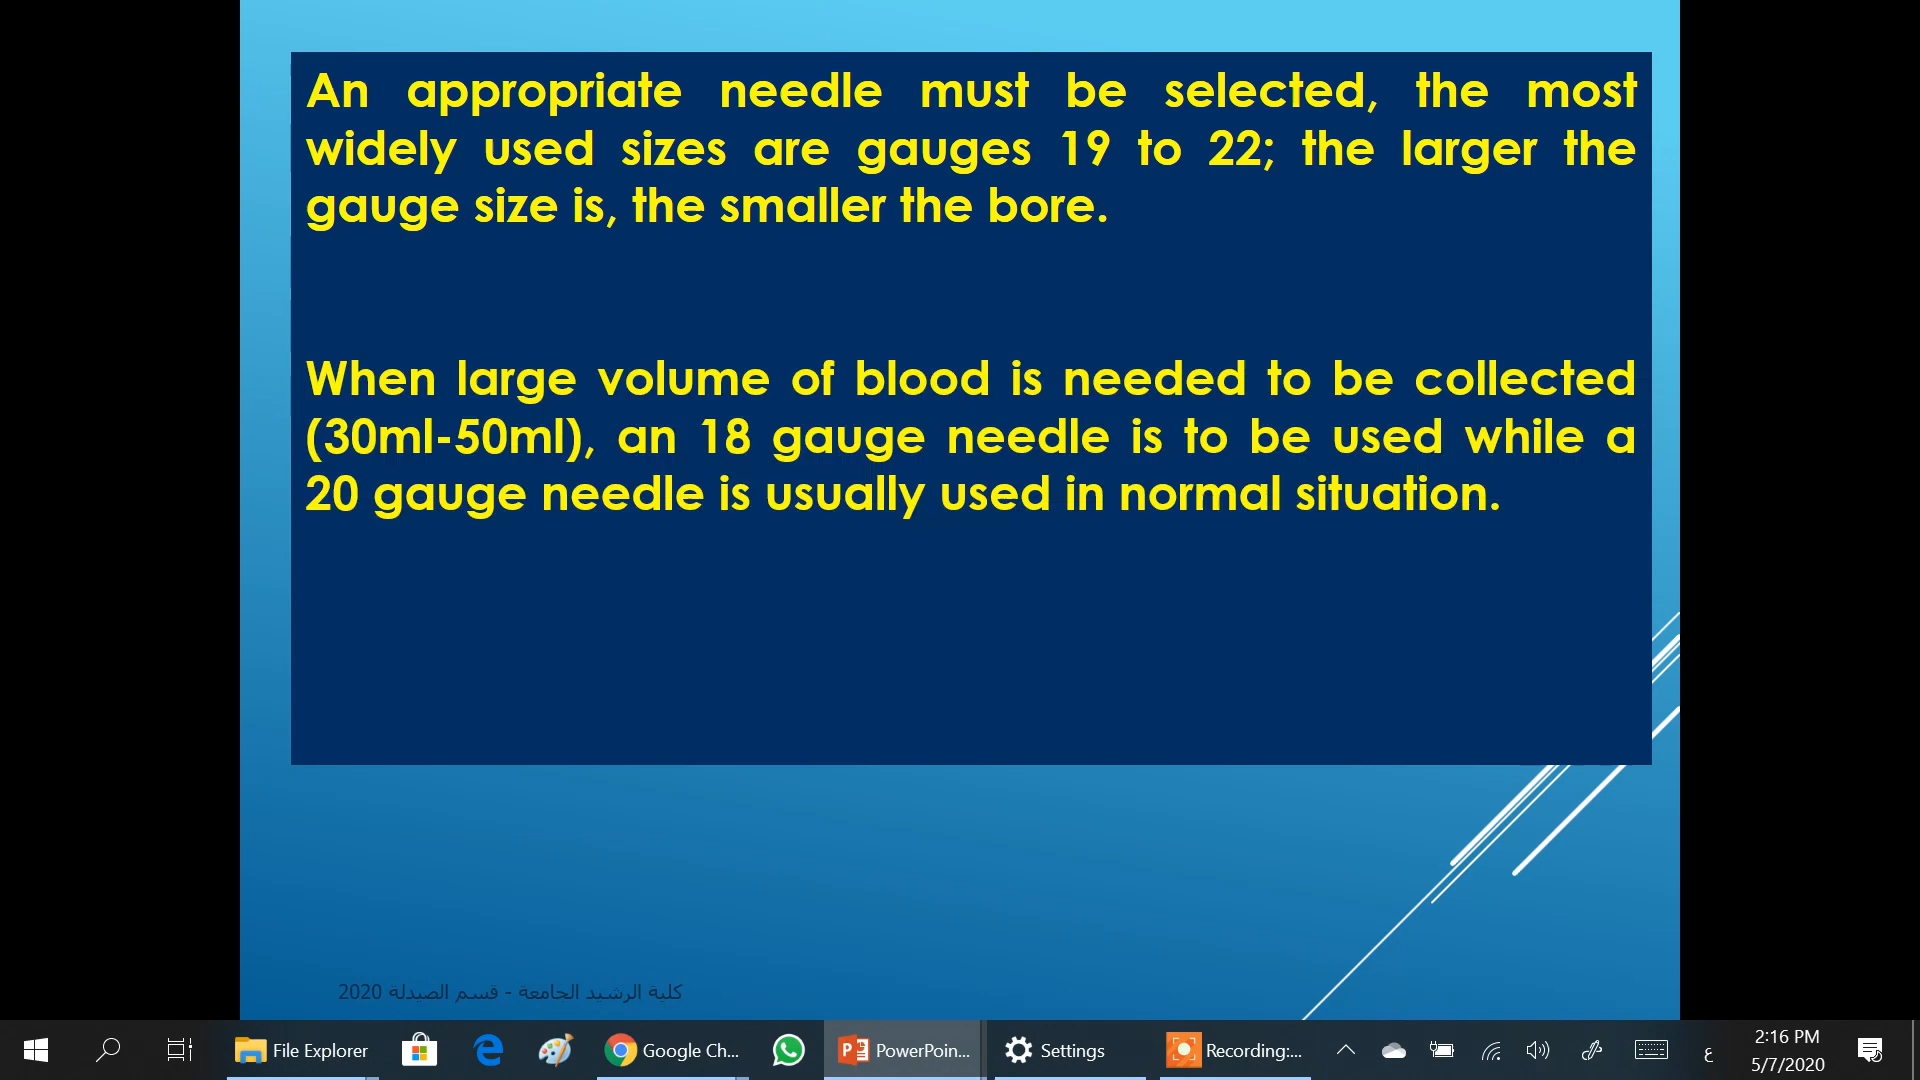 An appropriate needle must be selected, the most
widely used sizes are gauges 19 to 22; the larger the
gauge size is, the smaller the bore.
When large volume of blood is needed to be collected
(30ml-50ml), an 18 gauge needle is to be used while a
20 gauge needle is usually used in normal situation.
كلية الرشيد الجامعة - قسم الصيدلة 2020
File Explorer
Google Ch...
PowerPoin...
Settings
Recording:...
ع
2:16 PM
5/7/2020